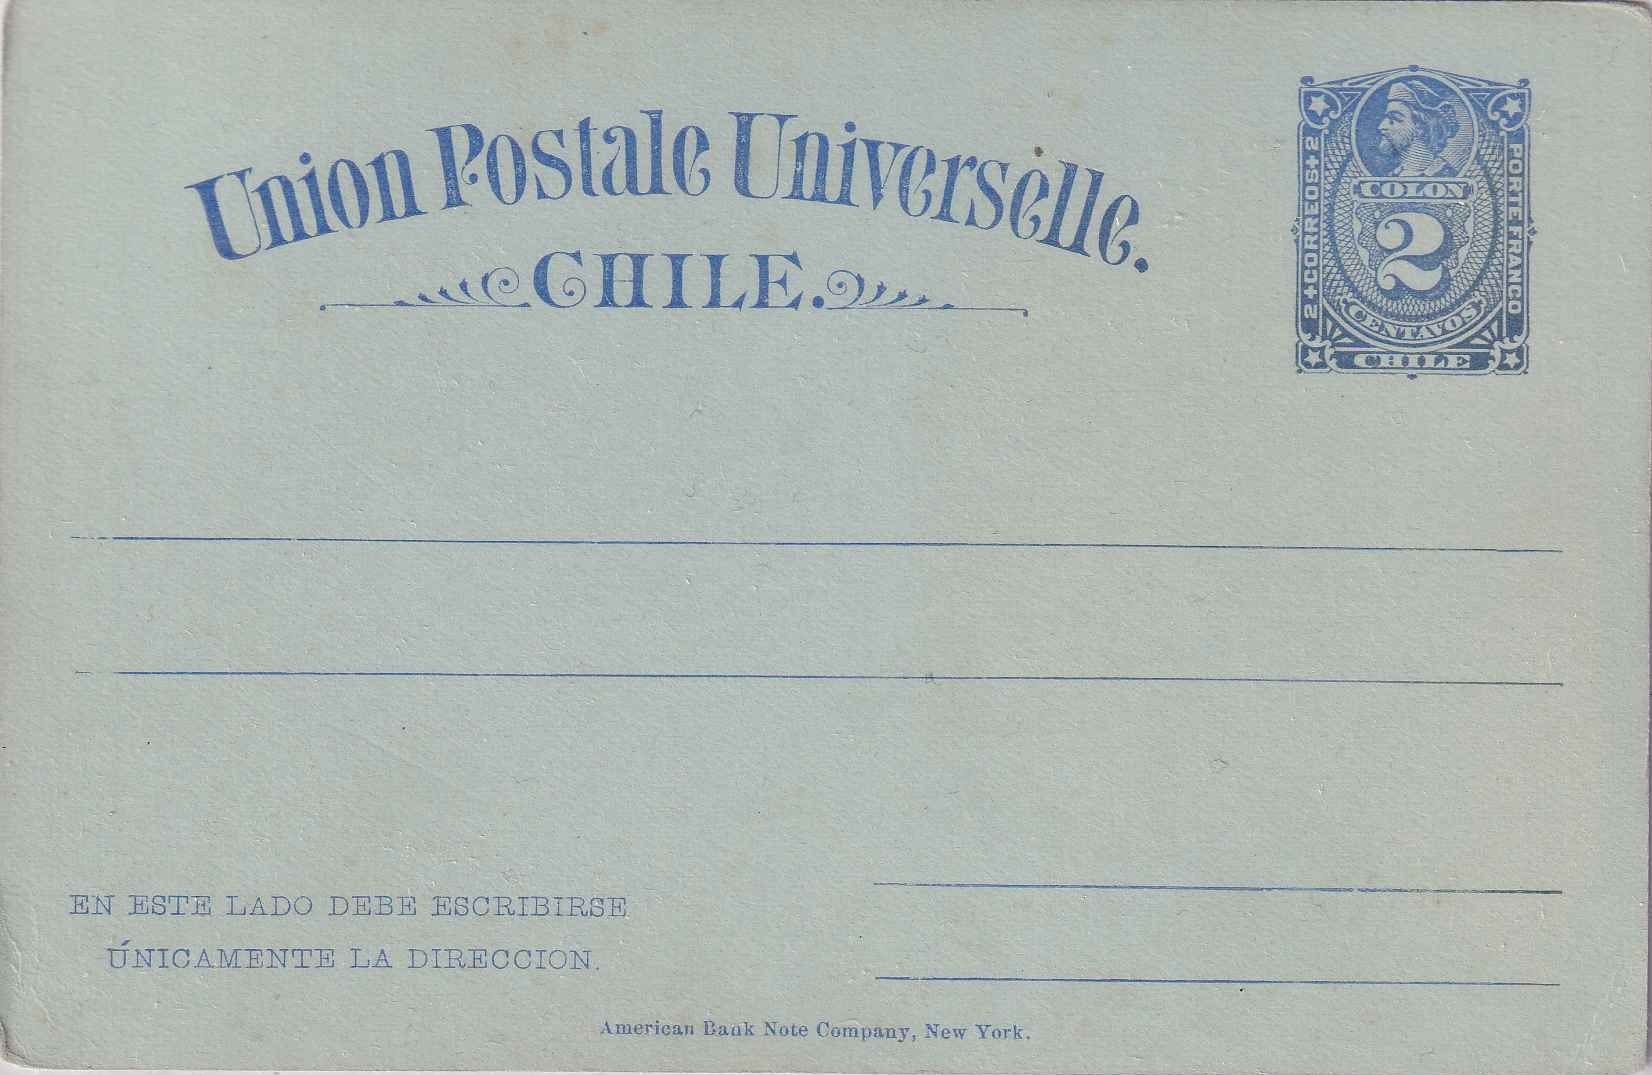 Union Postale Universelle.
CHILE.
2+CORREOS+2
PORTE FRANCO
COLON
2
CENTAVOS
CHILE
EN ESTE LADO DEBE ESCRIBIRSE
ÚNICAMENTE LA DIRECCION.
American Bank Note Company, New York.